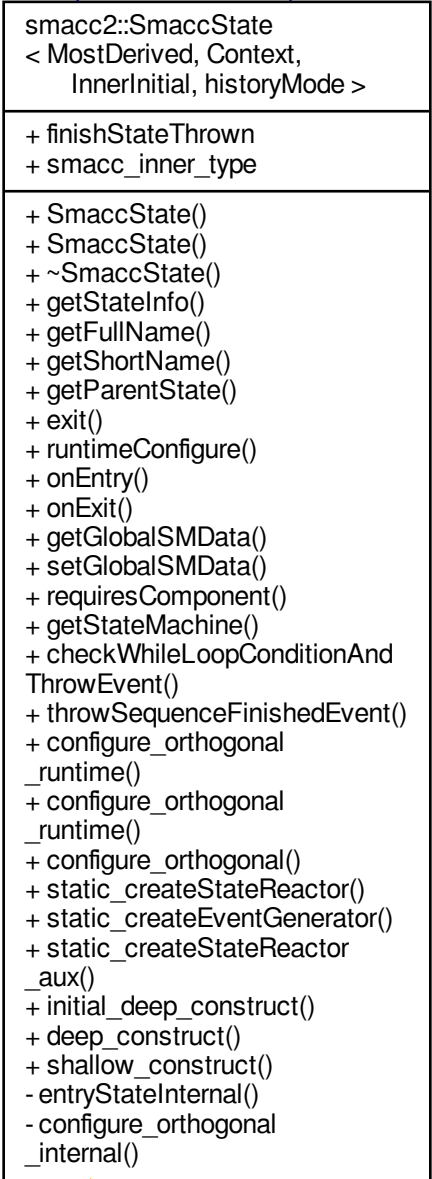 smacc2::SmaccState
< MostDerived, Context,
InnerInitial, historyMode >
+ finishStateThrown
+ smacc_inner_type
+ SmaccState()
+ SmaccState()
+ ~SmaccState()
+ getStateInfo()
+ getFullName()
+ getShortName()
+ getParentState()
+ exit()
+ runtimeConfigure()
+ onEntry()
+ onExit()
+ getGlobalSMData()
+ setGlobalSMData()
+ requiresComponent()
+ getStateMachine()
+ checkWhileLoopConditionAnd
ThrowEvent()
+ throwSequenceFinishedEvent()
+ configure_orthogonal
_runtime()
+ configure_orthogonal
_runtime()
+ configure_orthogonal()
+ static_createStateReactor()
+ static_createEventGenerator()
+ static_createStateReactor
_aux()
+ initial_deep_construct()
+ deep_construct()
+ shallow_construct()
- entryStateInternal()
- configure_orthogonal
_internal()